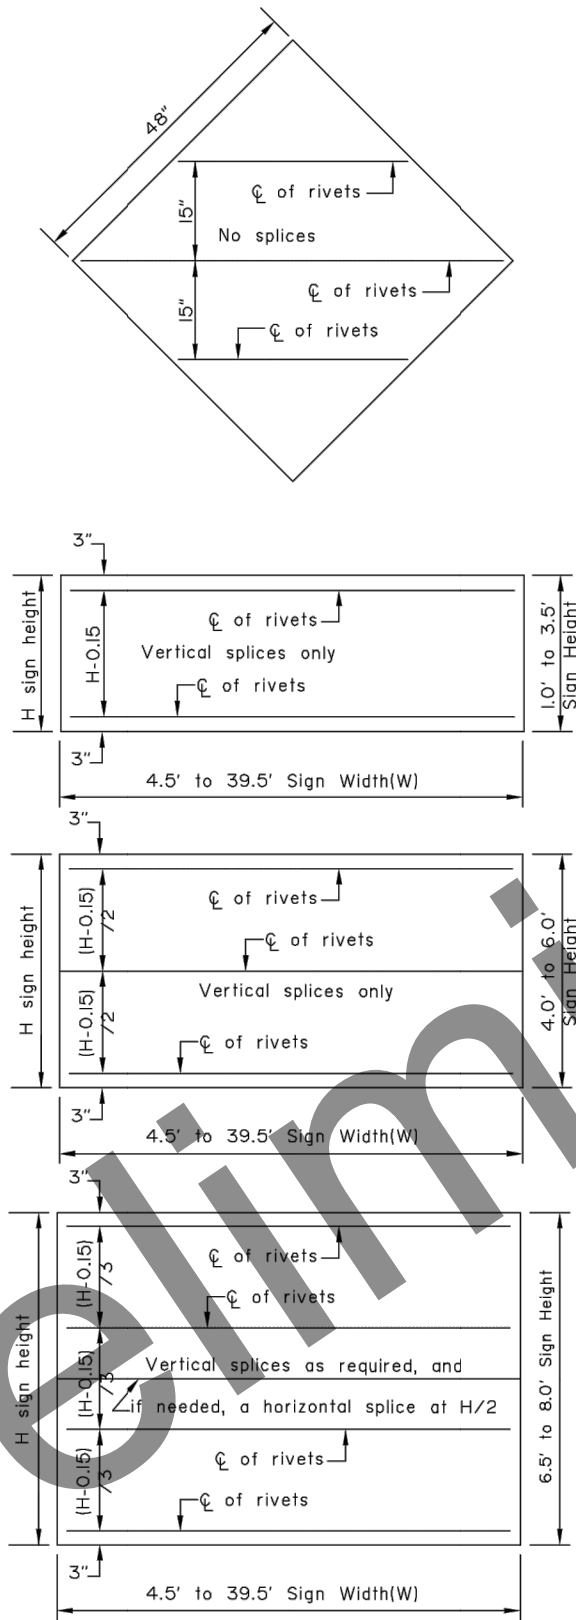 48"
15"
℄ of rivets
No splices
15"
℄ of rivets
℄ of rivets
3"
H sign height
H-0.15
℄ of rivets
Vertical splices only
℄ of rivets
1.0' to 3.5'
Sign Height
3"
4.5' to 39.5' Sign Width(W)
3"
H sign height
(H-0.15)
/2
℄ of rivets
℄ of rivets
Vertical splices only
(H-0.15)
/2
℄ of rivets
4.0' to 6.0'
Sign Height
3"
4.5' to 39.5' Sign Width(W)
3"
H sign height
(H-0.15)
/3
℄ of rivets
℄ of rivets
(H-0.15)
/3
Vertical splices as required, and
if needed, a horizontal splice at H/2
(H-0.15)
/3
℄ of rivets
℄ of rivets
6.5' to 8.0' Sign Height
3"
4.5' to 39.5' Sign Width(W)
elimi